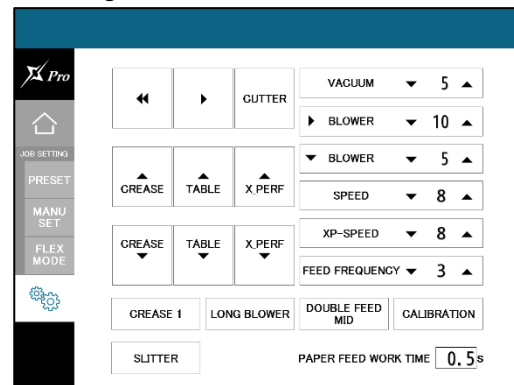 Pro
JOB SETTING
PRESET
MANU
SET
FLEX
MODE
◀◀ ▶ CUTTER
▲ ▲ ▲
CREASE TABLE X_PERF
CREASE TABLE X_PERF
▼ ▼ ▼
VACUUM ▼ 5 ▲
▶ BLOWER ▼ 10 ▲
▼ BLOWER ▼ 5 ▲
SPEED ▼ 8 ▲
XP-SPEED ▼ 8 ▲
FEED FREQUENCY ▼ 3 ▲
CREASE 1 LONG BLOWER DOUBLE FEED CALIBRATION
MID
SLITTER PAPER FEED WORK TIME 0.5s